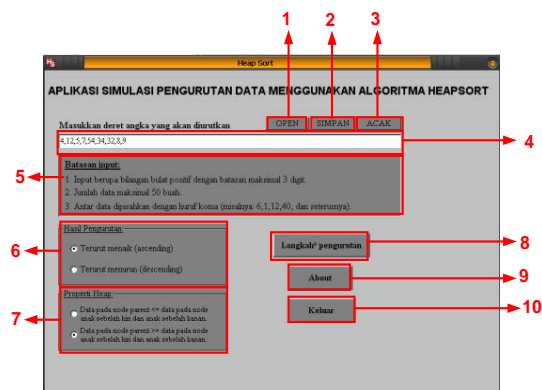 1 2 3
Heap Sort
APLIKASI SIMULASI PENGURUTAN DATA MENGGUNAKAN ALGORITMA HEAPSORT
Masukkan deret angka yang akan diurutkan OPEN SIMPAN ACAK
4,12,5,7,54,34,32,8,9
4
Batasan input:
5
1. Input berupa bilangan bulat positif dengan batasan maksimal 3 digit
2. Jumlah data maksimal 50 buah
3. Antar data dipisahkan dengan huruf koma (misalnya: 6,1,12,40, dan seterusnya)
Hasil Pengurutan:
6
Terurut menaik (ascending)
Terurut menurun (descending)
Langkah² pengurutan
8
About
9
Keluar
10
Properti Heap:
7
Data pada node parent <= data pada node
anak sebelah kiri dan anak sebelah kanan.
Data pada node parent >= data pada node
anak sebelah kiri dan anak sebelah kanan.